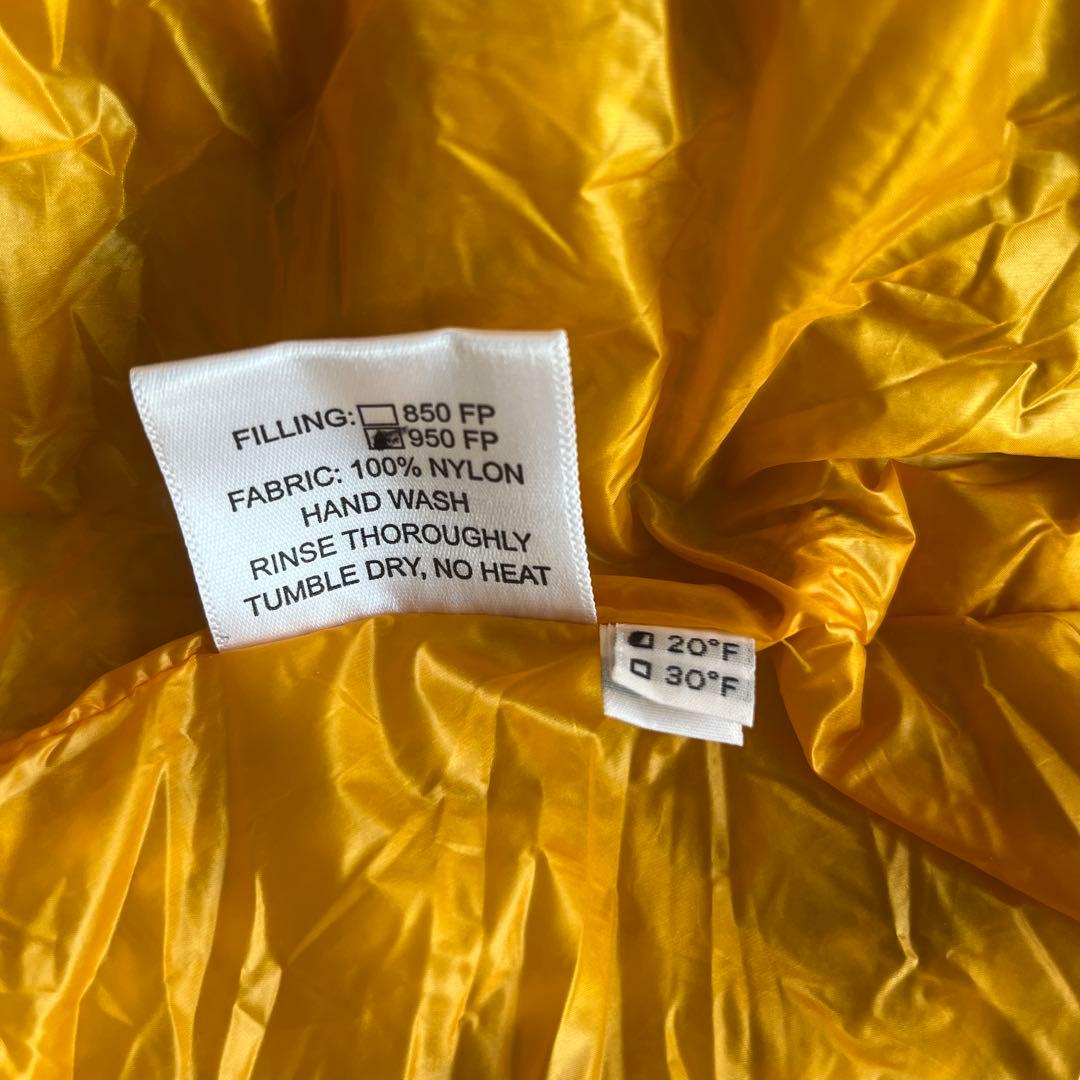 FILLING: 850 FP
950 FP
FABRIC: 100% NYLON
HAND WASH
RINSE THOROUGHLY
TUMBLE DRY, NO HEAT
20°F
30°F